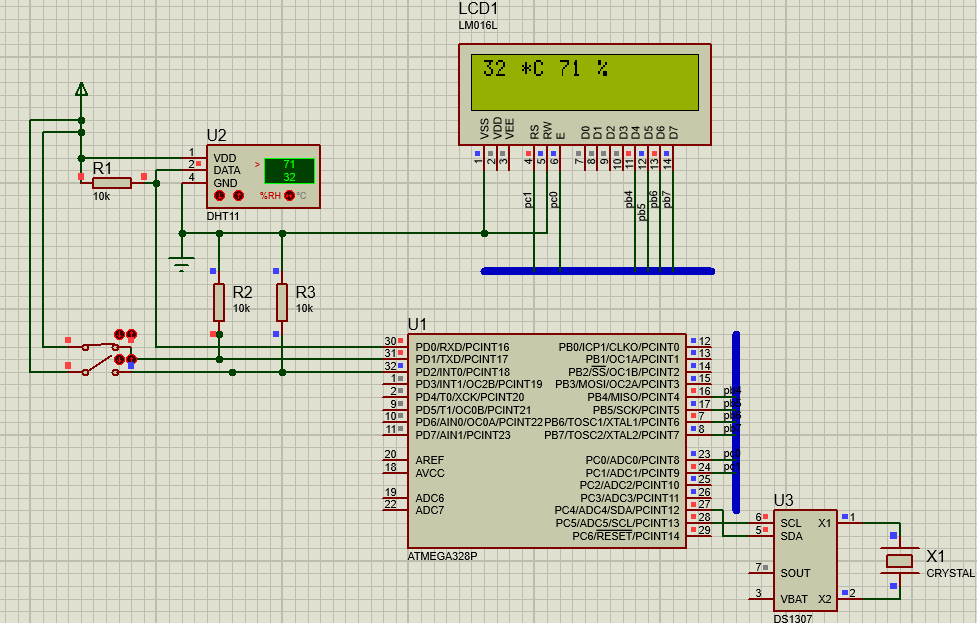 LCD1
LM016L
32 *C 71 %
VSS
VDD
VEE
RS
RW
E
D0
D1
D2
D3
D4
D5
D6
D7
1
2
3
4
5
6
7
8
9
10
11
12
13
14
pc1
pc0
pb4
pb5
pb6
pb7
U2
1 VDD
2 DATA
4 GND
> 71
32
%RH °C
DHT11
R1
10k
R2
10k
R3
10k
U1
30 PD0/RXD/PCINT16
31 PD1/TXD/PCINT17
32 PD2/INT0/PCINT18
1 PD3/INT1/OC2B/PCINT19
2 PD4/T0/XCK/PCINT20
9 PD5/T1/OC0B/PCINT21
10 PD6/AIN0/OC0A/PCINT22
11 PD7/AIN1/PCINT23
20 AREF
18 AVCC
19 ADC6
22 ADC7
PB0/ICP1/CLKO/PCINT0 12
PB1/OC1A/PCINT1 13
PB2/SS/OC1B/PCINT2 14
PB3/MOSI/OC2A/PCINT3 15
PB4/MISO/PCINT4 16
PB5/SCK/PCINT5 17
PB6/TOSC1/XTAL1/PCINT6 7
PB7/TOSC2/XTAL2/PCINT7 8
PC0/ADC0/PCINT8 23
PC1/ADC1/PCINT9 24
PC2/ADC2/PCINT10 25
PC3/ADC3/PCINT11 26
PC4/ADC4/SDA/PCINT12 27
PC5/ADC5/SCL/PCINT13 28
PC6/RESET/PCINT14 29
ATMEGA328P
U3
6 SCL X1 1
5 SDA
7 SOUT
3 VBAT X2 2
DS1307
X1
CRYSTAL